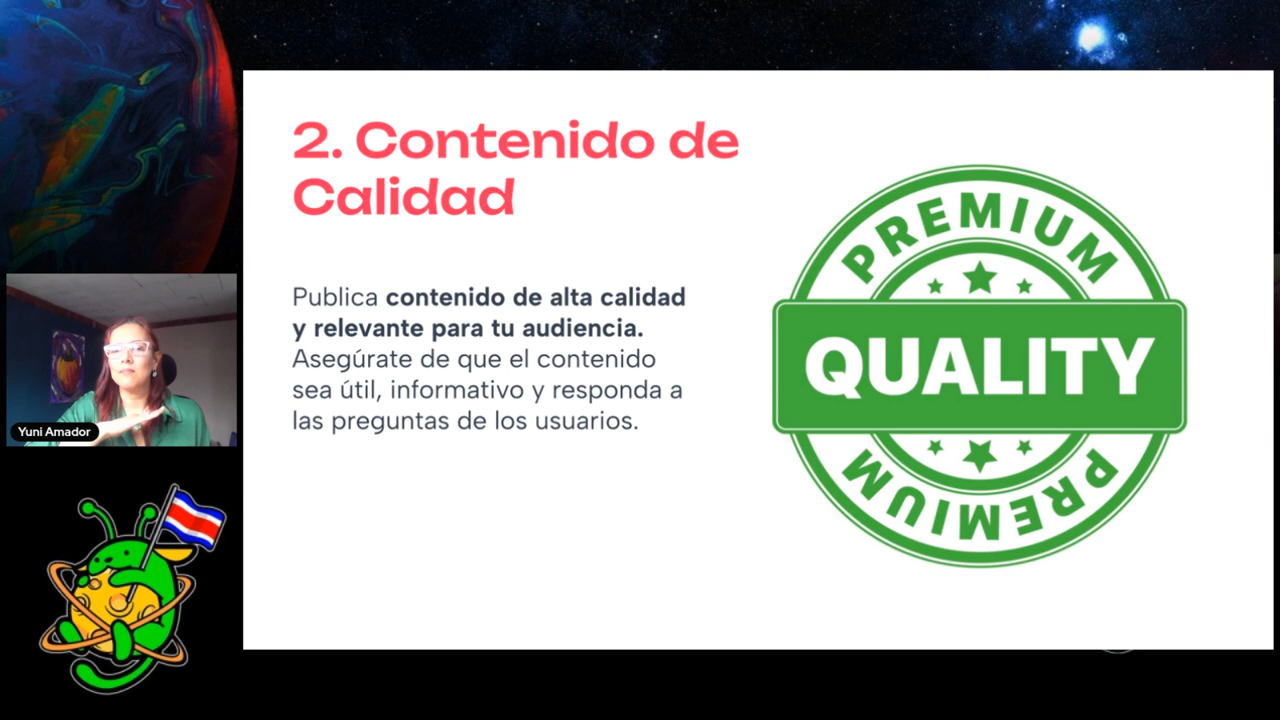 2. Contenido de
Calidad
Publica contenido de alta calidad
y relevante para tu audiencia.
Asegúrate de que el contenido
sea útil, informativo y responda a
las preguntas de los usuarios.
PREMIUM
QUALITY
PREMIUM
Yuni Amador